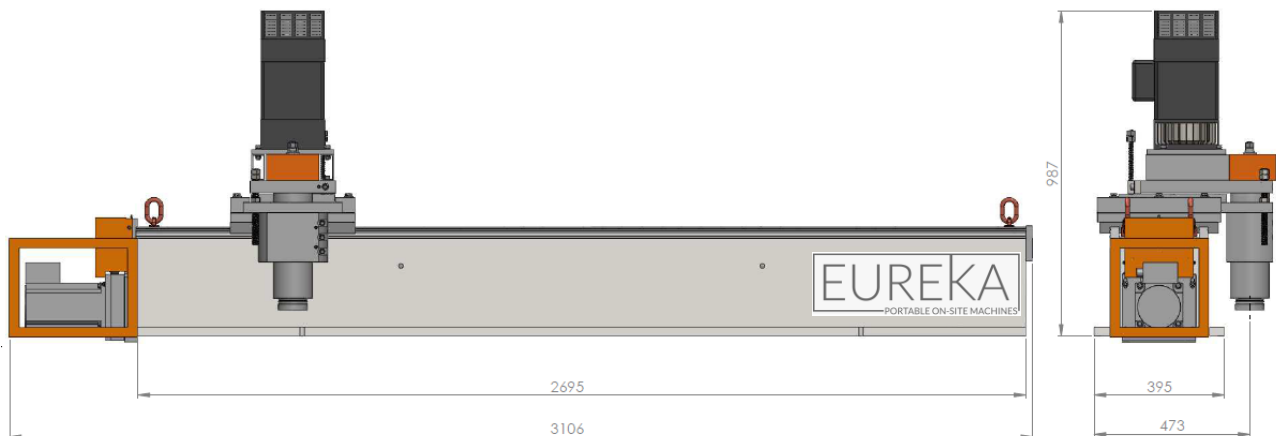 987
EUREKA
PORTABLE ON-SITE MACHINES
2695
395
3106
473